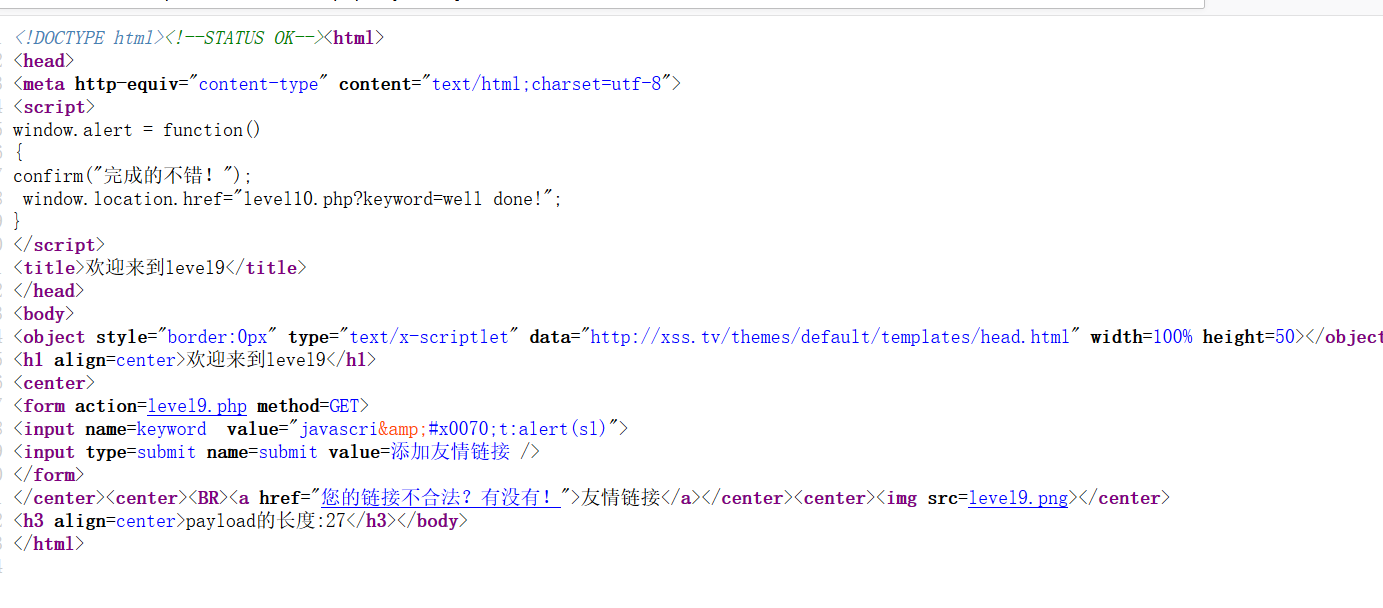 <!DOCTYPE html><!--STATUS OK--><html>
<head>
<meta http-equiv="content-type" content="text/html;charset=utf-8">
<script>
window.alert = function()
{
confirm("完成的不错！");
 window.location.href="level10.php?keyword=well done!";
}
</script>
<title>欢迎来到level9</title>
</head>
<body>
<object style="border:0px" type="text/x-scriptlet" data="http://xss.tv/themes/default/templates/head.html" width=100% height=50></object
<h1 align=center>欢迎来到level9</h1>
<center>
<form action=level9.php method=GET>
<input name=keyword  value="javascri&amp;#x0070;t:alert(s1)">
<input type=submit name=submit value=添加友情链接 />
</form>
</center><center><BR><a href="您的链接不合法？有没有！">友情链接</a></center><center><img src=level9.png></center>
<h3 align=center>payload的长度:27</h3></body>
</html>